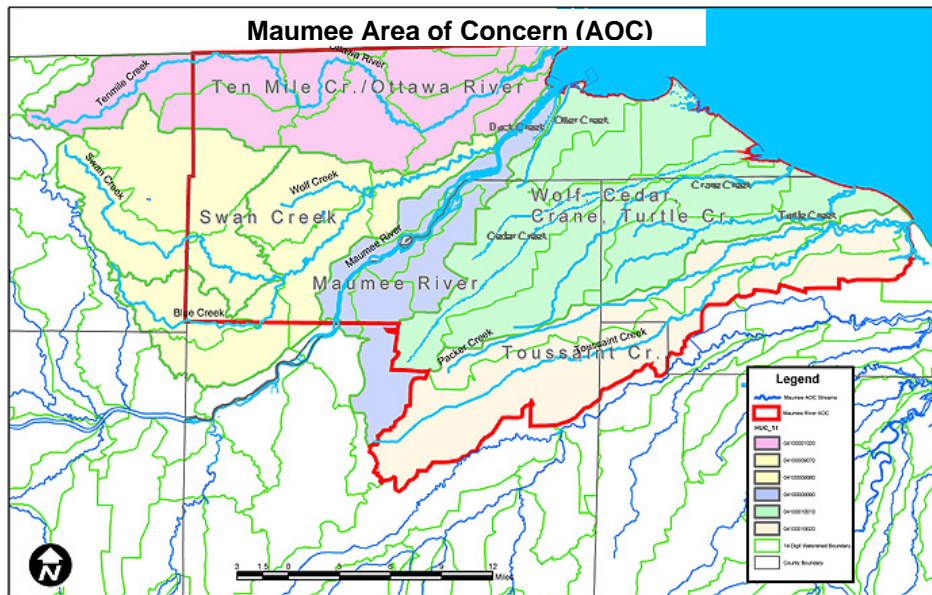 Maumee Area of Concern (AOC)
Ottawa River
Tenmile Creek
Ten Mile Cr./Ottawa River
Duck Creek
Otter Creek
Swan Creek
Wolf Creek
Wolf, Cedar,
Crane, Turtle Cr.
Crane Creek
Swan Creek
Turtle Creek
Cedar Creek
Maumee River
Maumee River
Blue Creek
Packer Creek
Toussaint Creek
Toussaint Cr.
Legend
Maumee AOC Streams
Maumee River AOC
HUC_11
04100001020
04100009070
04100009080
04100009090
04100010010
04100010020
14 Digit Watershed Boundary
County Boundary
N
3 1.5 0 3 6 9 12
Miles